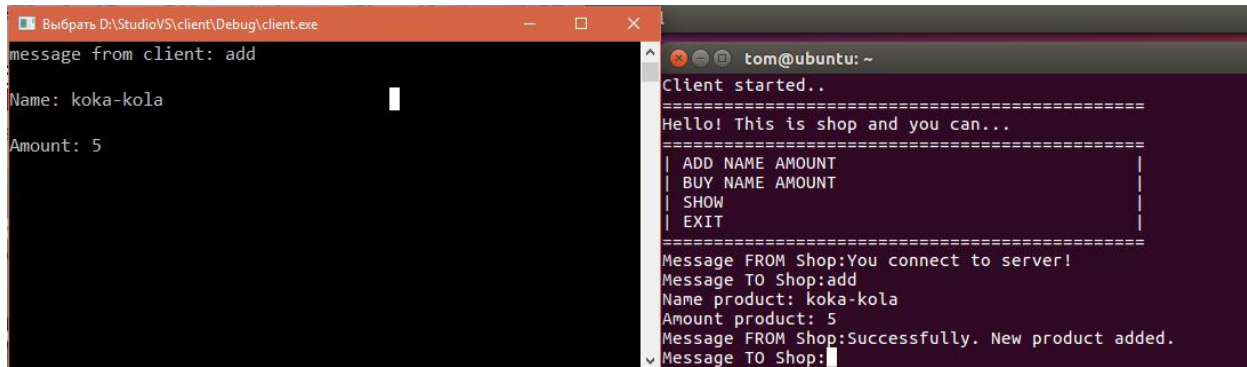 Выбрать D:\StudioVS\client\Debug\client.exe
message from client: add
Name: koka-kola
Amount: 5
tom@ubuntu: ~
Client started..
===============================================
Hello! This is shop and you can...
===============================================
| ADD NAME AMOUNT |
| BUY NAME AMOUNT |
| SHOW |
| EXIT |
===============================================
Message FROM Shop:You connect to server!
Message TO Shop:add
Name product: koka-kola
Amount product: 5
Message FROM Shop:Successfully. New product added.
Message TO Shop: